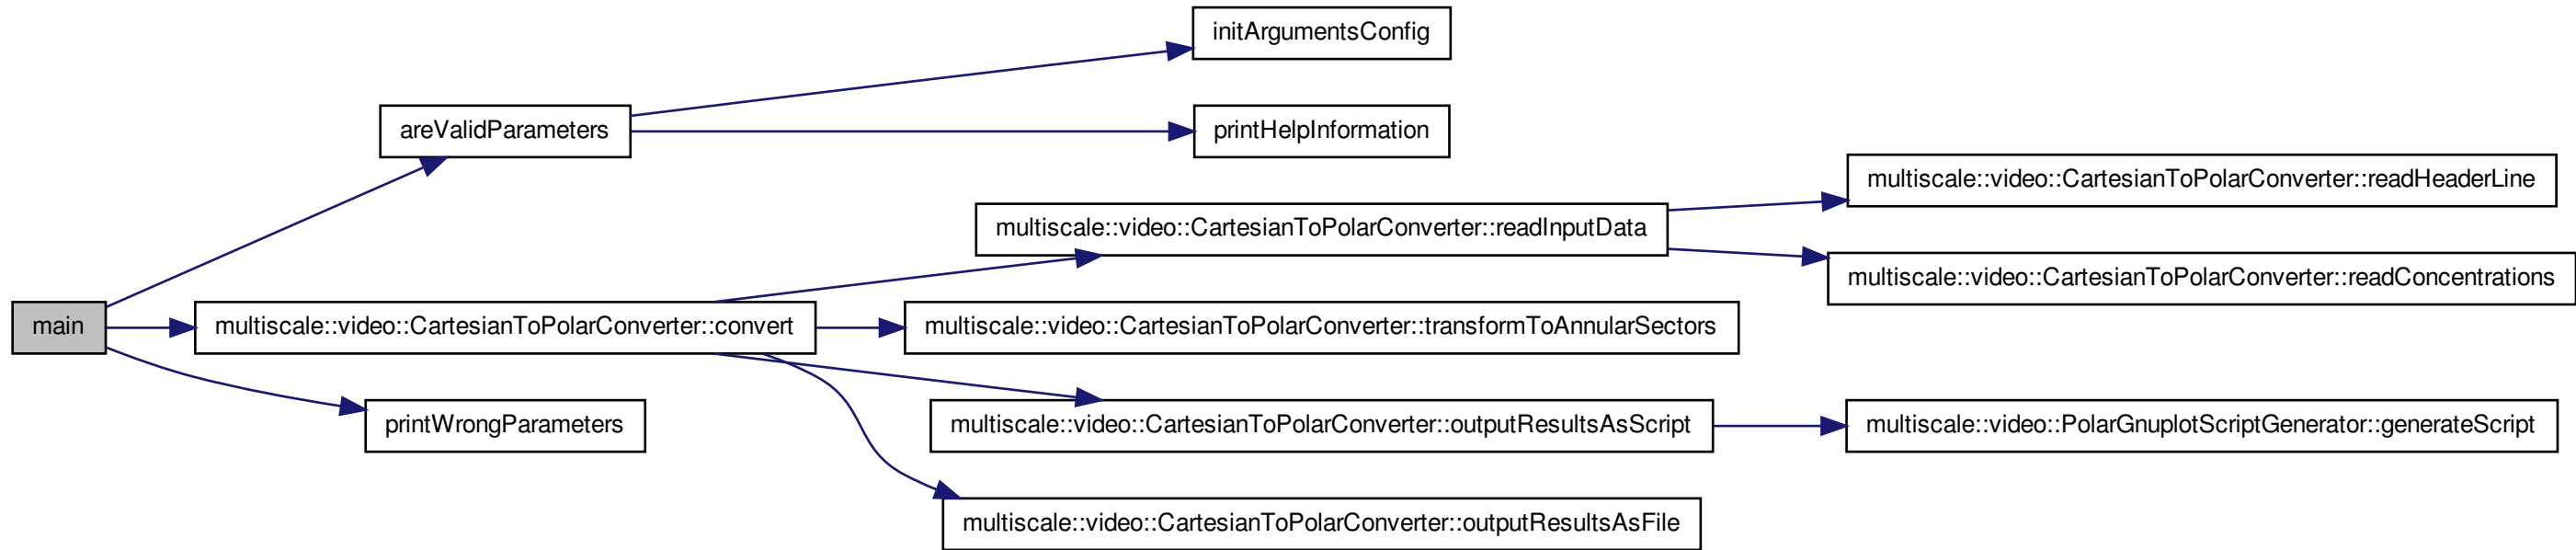 initArgumentsConfig
areValidParameters
printHelpInformation
multiscale::video::CartesianToPolarConverter::readHeaderLine
multiscale::video::CartesianToPolarConverter::readInputData
multiscale::video::CartesianToPolarConverter::readConcentrations
main
multiscale::video::CartesianToPolarConverter::convert
multiscale::video::CartesianToPolarConverter::transformToAnnularSectors
printWrongParameters
multiscale::video::CartesianToPolarConverter::outputResultsAsScript
multiscale::video::PolarGnuplotScriptGenerator::generateScript
multiscale::video::CartesianToPolarConverter::outputResultsAsFile